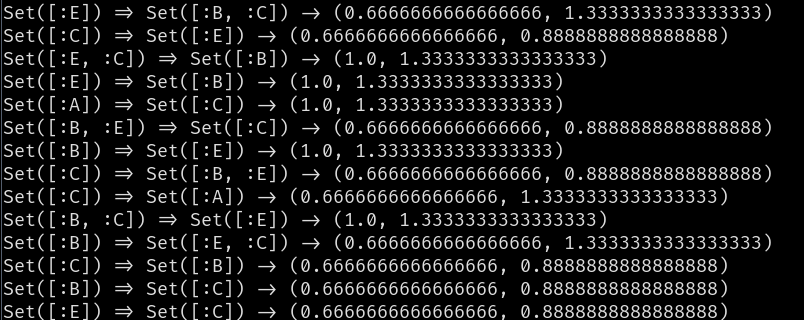 Set([:E]) ⇒ Set([:B, :C]) → (0.6666666666666666, 1.3333333333333333)
Set([:C]) ⇒ Set([:E]) → (0.6666666666666666, 0.8888888888888888)
Set([:E, :C]) ⇒ Set([:B]) → (1.0, 1.3333333333333333)
Set([:E]) ⇒ Set([:B]) → (1.0, 1.3333333333333333)
Set([:A]) ⇒ Set([:C]) → (1.0, 1.3333333333333333)
Set([:B, :E]) ⇒ Set([:C]) → (0.6666666666666666, 0.8888888888888888)
Set([:B]) ⇒ Set([:E]) → (1.0, 1.3333333333333333)
Set([:C]) ⇒ Set([:B, :E]) → (0.6666666666666666, 0.8888888888888888)
Set([:C]) ⇒ Set([:A]) → (0.6666666666666666, 1.3333333333333333)
Set([:B, :C]) ⇒ Set([:E]) → (1.0, 1.3333333333333333)
Set([:B]) ⇒ Set([:E, :C]) → (0.6666666666666666, 1.3333333333333333)
Set([:C]) ⇒ Set([:B]) → (0.6666666666666666, 0.8888888888888888)
Set([:B]) ⇒ Set([:C]) → (0.6666666666666666, 0.8888888888888888)
Set([:E]) ⇒ Set([:C]) → (0.6666666666666666, 0.8888888888888888)